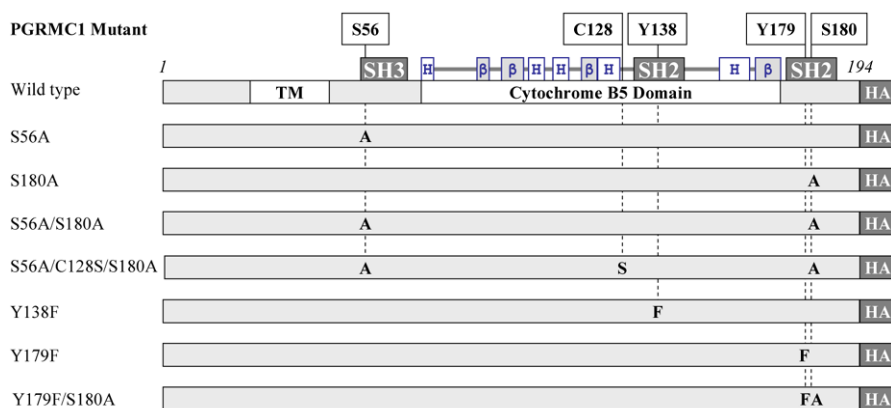 PGRMC1 Mutant S56 C128 Y138 Y179 S180
1 SH3 H β β H H β H SH2 H β SH2 194
Wild type TM Cytochrome B5 Domain HA
S56A A HA
S180A A HA
S56A/S180A A A HA
S56A/C128S/S180A A S A HA
Y138F F HA
Y179F F HA
Y179F/S180A FA HA